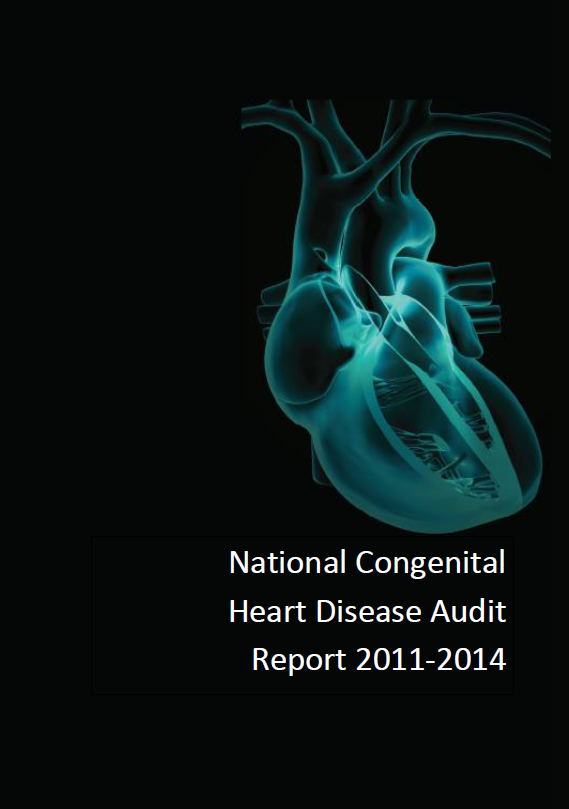 National Congenital
Heart Disease Audit
Report 2011-2014